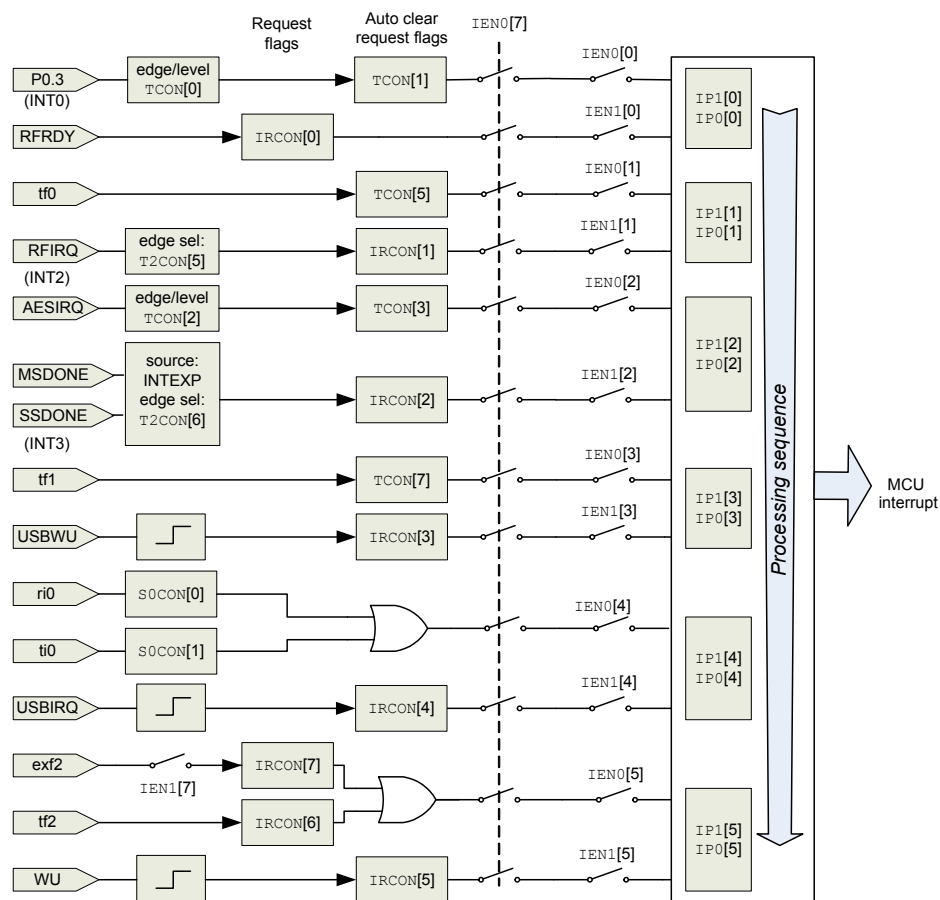 Request
flags
Auto clear
request flags
IEN0[7]
P0.3
(INT0)
edge/level
TCON[0]
TCON[1]
IEN0[0]
RFRDY
IRCON[0]
IEN1[0]
IP1[0]
IP0[0]
tf0
TCON[5]
IEN0[1]
RFIRQ
(INT2)
edge sel:
T2CON[5]
IRCON[1]
IEN1[1]
IP1[1]
IP0[1]
AESIRQ
edge/level
TCON[2]
TCON[3]
IEN0[2]
MSDONE
SSDONE
(INT3)
source:
INTEXP
edge sel:
T2CON[6]
IRCON[2]
IEN1[2]
IP1[2]
IP0[2]
tf1
TCON[7]
IEN0[3]
USBWU
IRCON[3]
IEN1[3]
IP1[3]
IP0[3]
Processing sequence
MCU
interrupt
ri0
S0CON[0]
IEN0[4]
ti0
S0CON[1]
USBIRQ
IRCON[4]
IEN1[4]
IP1[4]
IP0[4]
exf2
IEN1[7]
IRCON[7]
IEN0[5]
tf2
IRCON[6]
WU
IRCON[5]
IEN1[5]
IP1[5]
IP0[5]